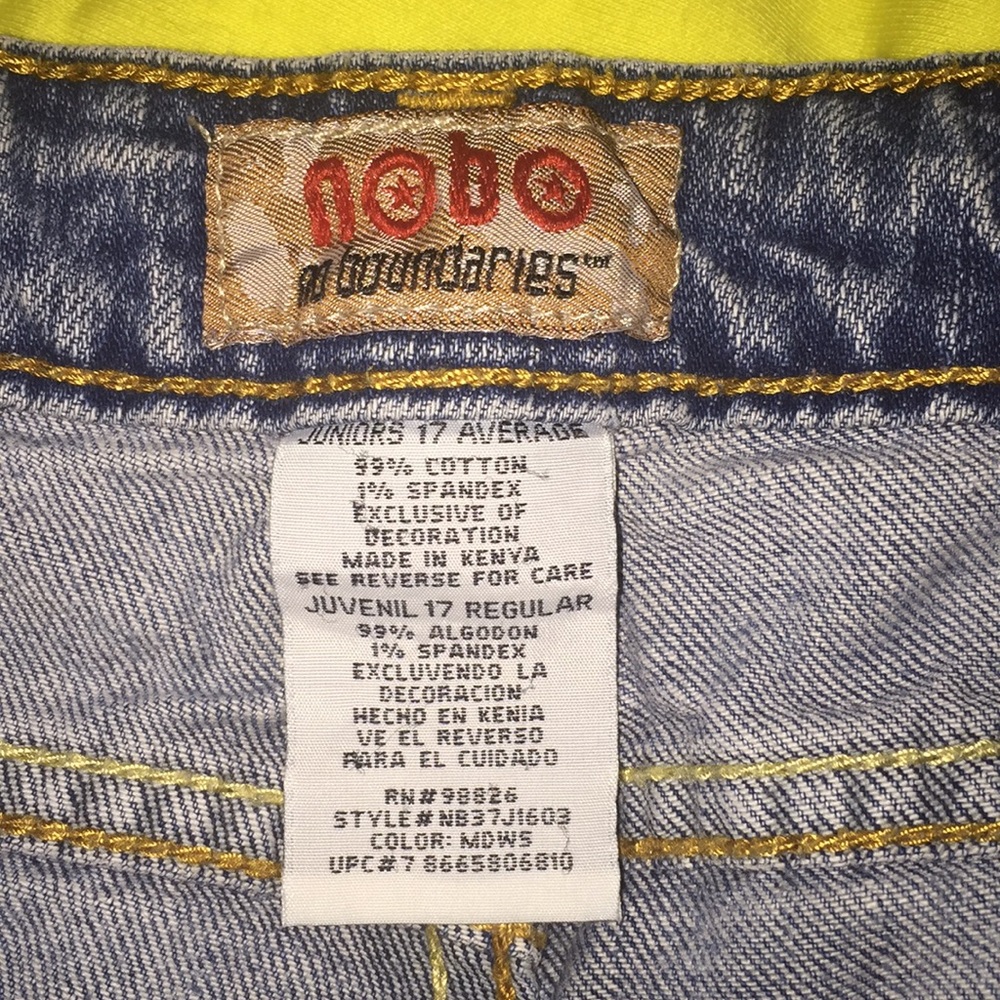 nobo
no boundaries™
JUNIORS 17 AVERAGE
99% COTTON
1% SPANDEX
EXCLUSIVE OF
DECORATION
MADE IN KENYA
SEE REVERSE FOR CARE
JUVENIL 17 REGULAR
99% ALGODON
1% SPANDEX
EXCLUVENDO LA
DECORACION
HECHO EN KENIA
VE EL REVERSO
PARA EL CUIDADO
RN#98826
STYLE#NB37J1603
COLOR: MDWS
UPC#7 8665806810